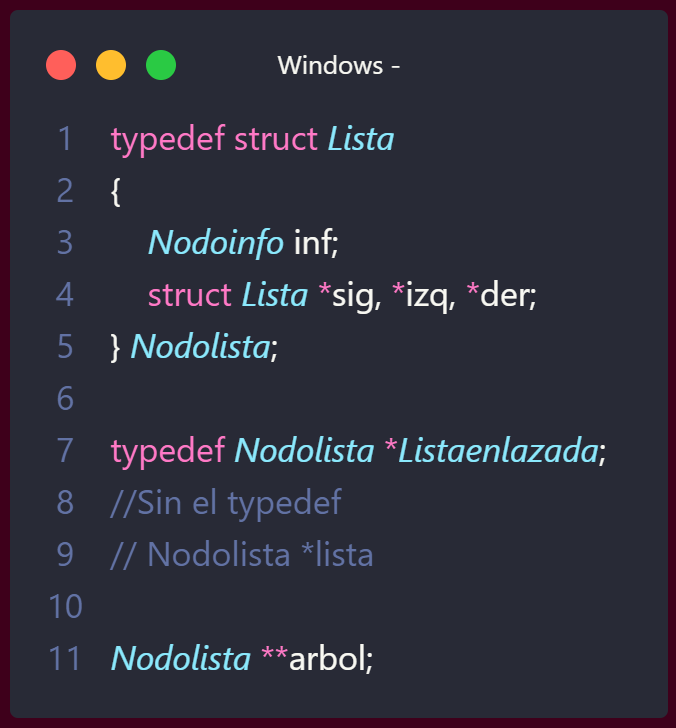 Windows -
1 typedef struct Lista
2 {
3 Nodoinfo inf;
4 struct Lista *sig, *izq, *der;
5 } Nodolista;
6
7 typedef Nodolista *Listaenlazada;
8 //Sin el typedef
9 // Nodolista *lista
10
11 Nodolista **arbol;